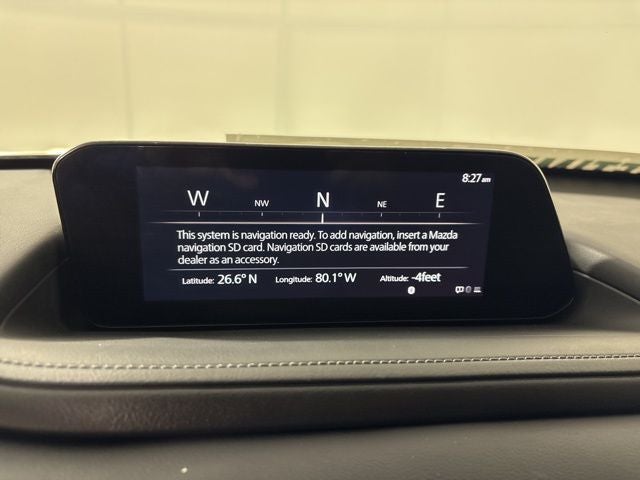 8:27 am
W NW N NE E
This system is navigation ready. To add navigation, insert a Mazda
navigation SD card. Navigation SD cards are available from your
dealer as an accessory.
Latitude: 26.6° N Longitude: 80.1° W Altitude: -4feet